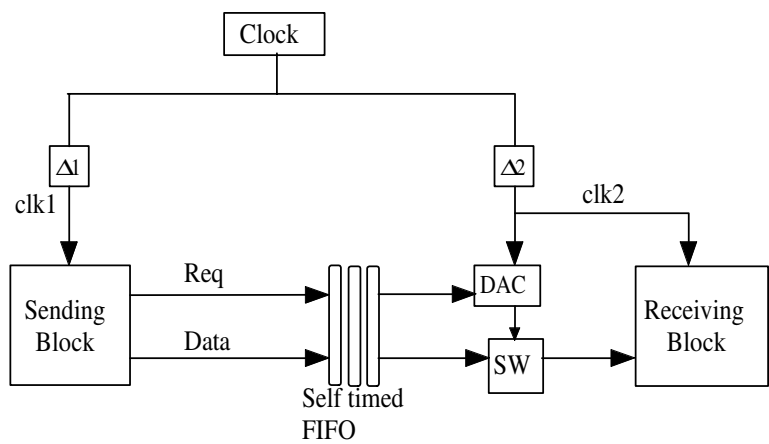 Clock
Δ1
Δ2
clk1
clk2
Req
DAC
Sending
Block
Receiving
Block
Data
SW
Self timed
FIFO